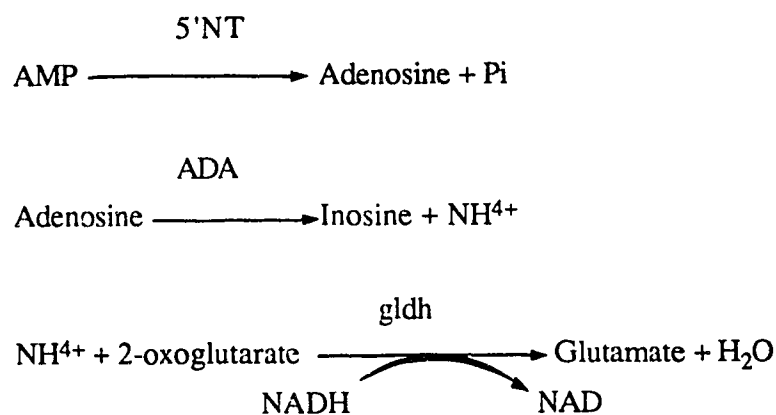 5'NT
AMP → Adenosine + Pi
ADA
Adenosine → Inosine + NH⁴⁺
gldh
NH⁴⁺ + 2-oxoglutarate → Glutamate + H₂O
NADH NAD